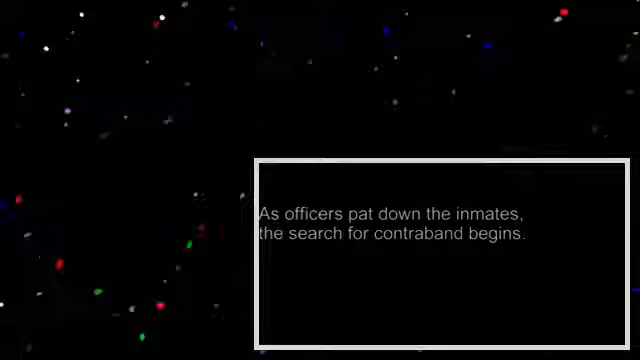 As officers pat down the inmates,
the search for contraband begins.